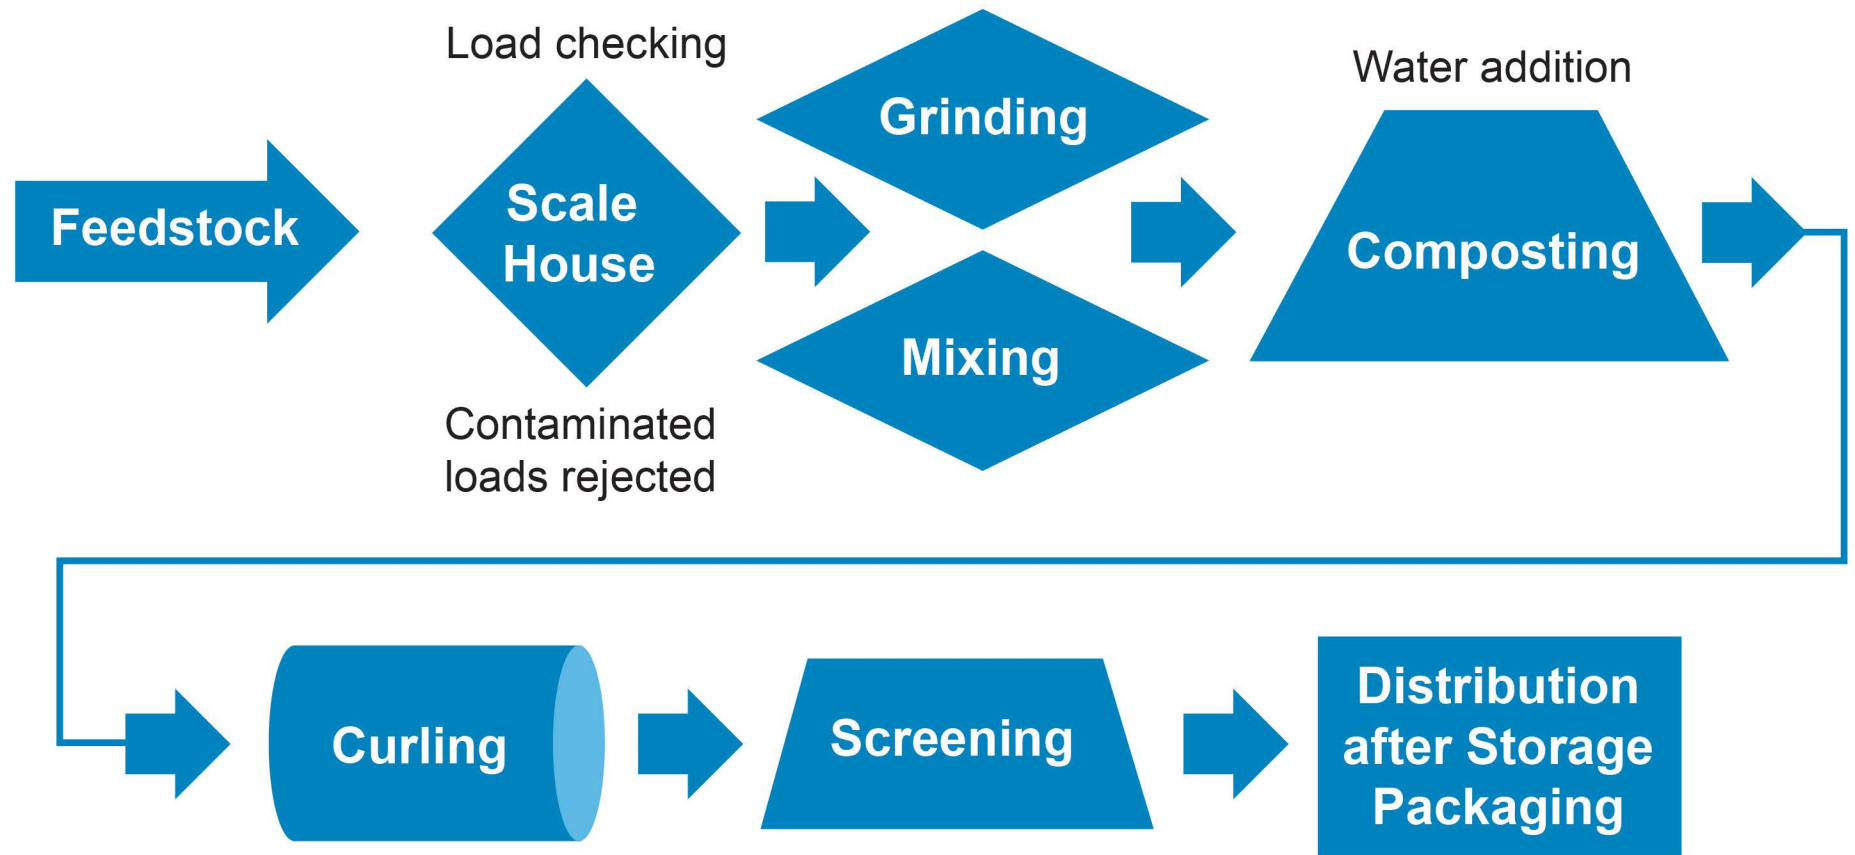 Feedstock
Load checking
Scale
House
Contaminated
loads rejected
Grinding
Mixing
Water addition
Composting
Curling
Screening
Distribution
after Storage
Packaging